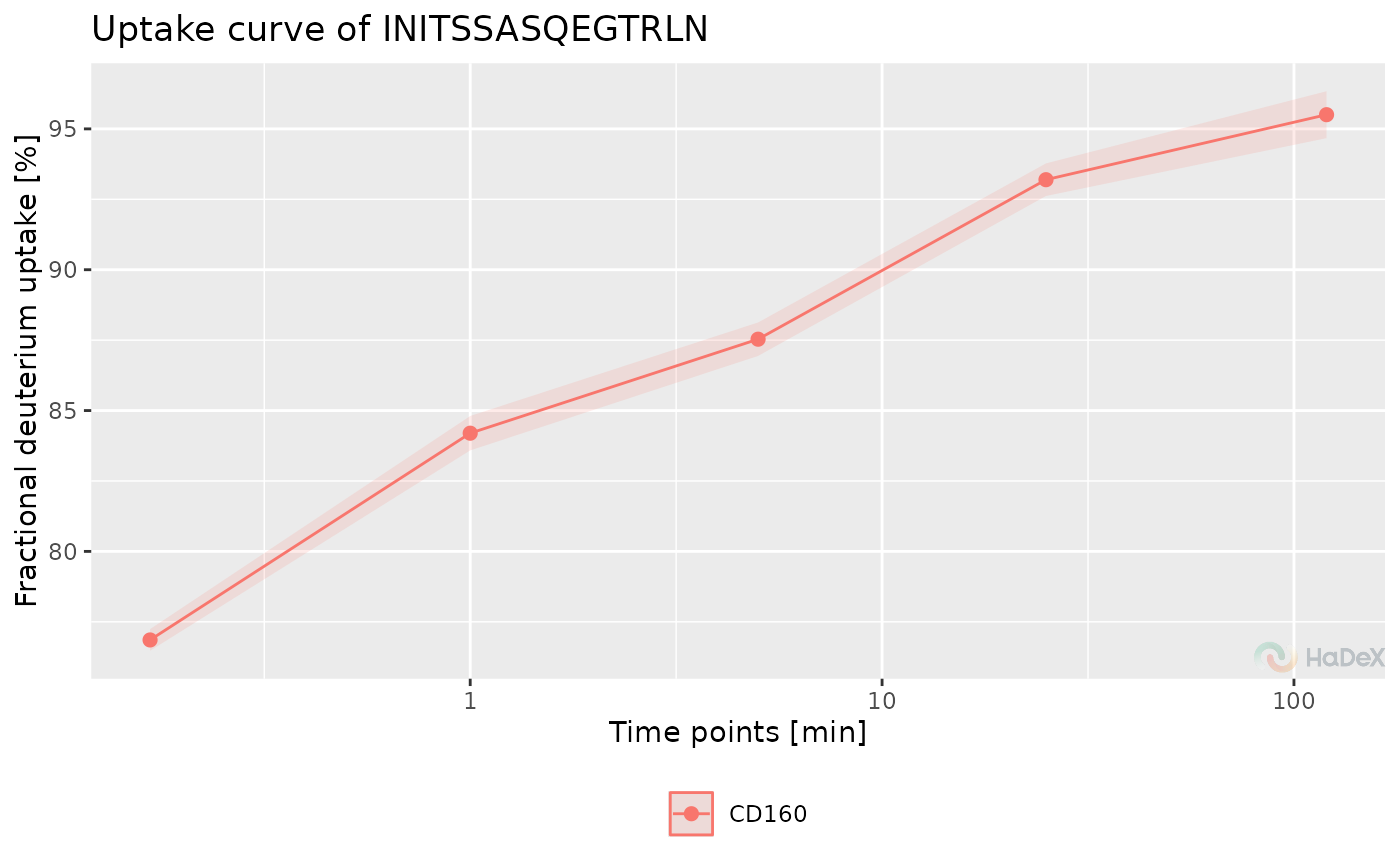 Uptake curve of INITSSASQEGTRLN
Fractional deuterium uptake [%]
95
90
85
80
HaDeX
1
10
100
Time points [min]
CD160